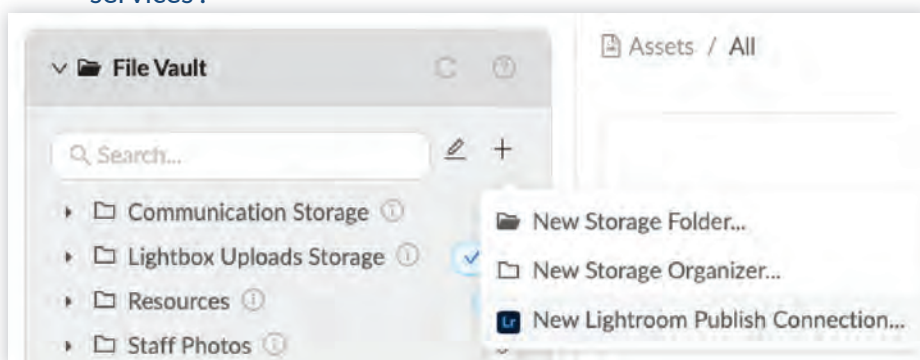 services.
File Vault
Assets / All
Search...
Communication Storage
Lightbox Uploads Storage
Resources
Staff Photos
New Storage Folder...
New Storage Organizer...
Lr New Lightroom Publish Connection...